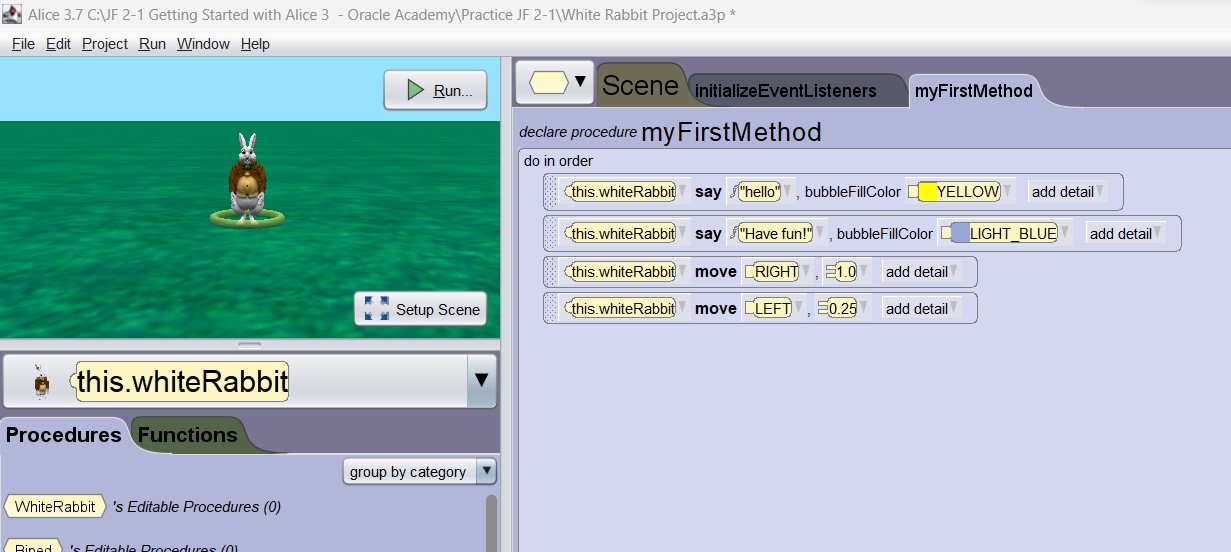 Alice 3.7 C:\JF 2-1 Getting Started with Alice 3  - Oracle Academy\Practice JF 2-1\White Rabbit Project.a3p *
File Edit Project Run Window Help
Run...
Setup Scene
this.whiteRabbit
Procedures Functions
group by category
WhiteRabbit 's Editable Procedures (0)
Biped 's Editable Procedures (0)
Scene initializeEventListeners myFirstMethod
declare procedure myFirstMethod
do in order
this.whiteRabbit say "hello" , bubbleFillColor YELLOW add detail
this.whiteRabbit say "Have fun!" , bubbleFillColor LIGHT_BLUE add detail
this.whiteRabbit move RIGHT , 1.0 add detail
this.whiteRabbit move LEFT , 0.25 add detail